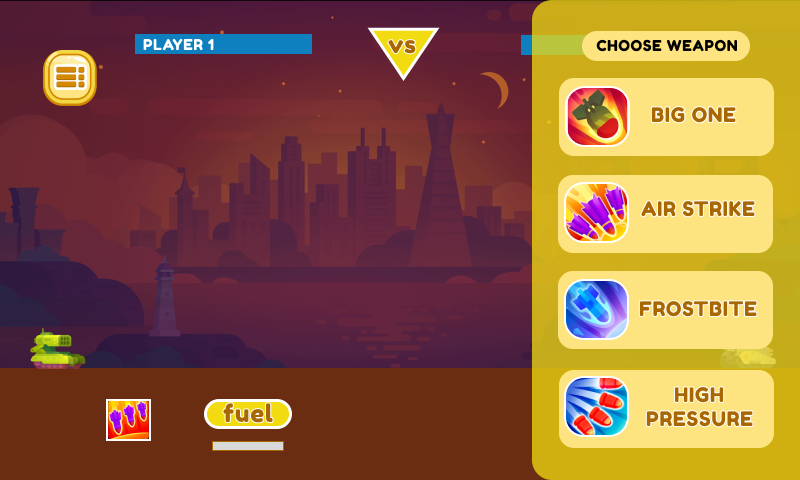 PLAYER 1
VS
CHOOSE WEAPON
BIG ONE
AIR STRIKE
FROSTBITE
HIGH
PRESSURE
fuel